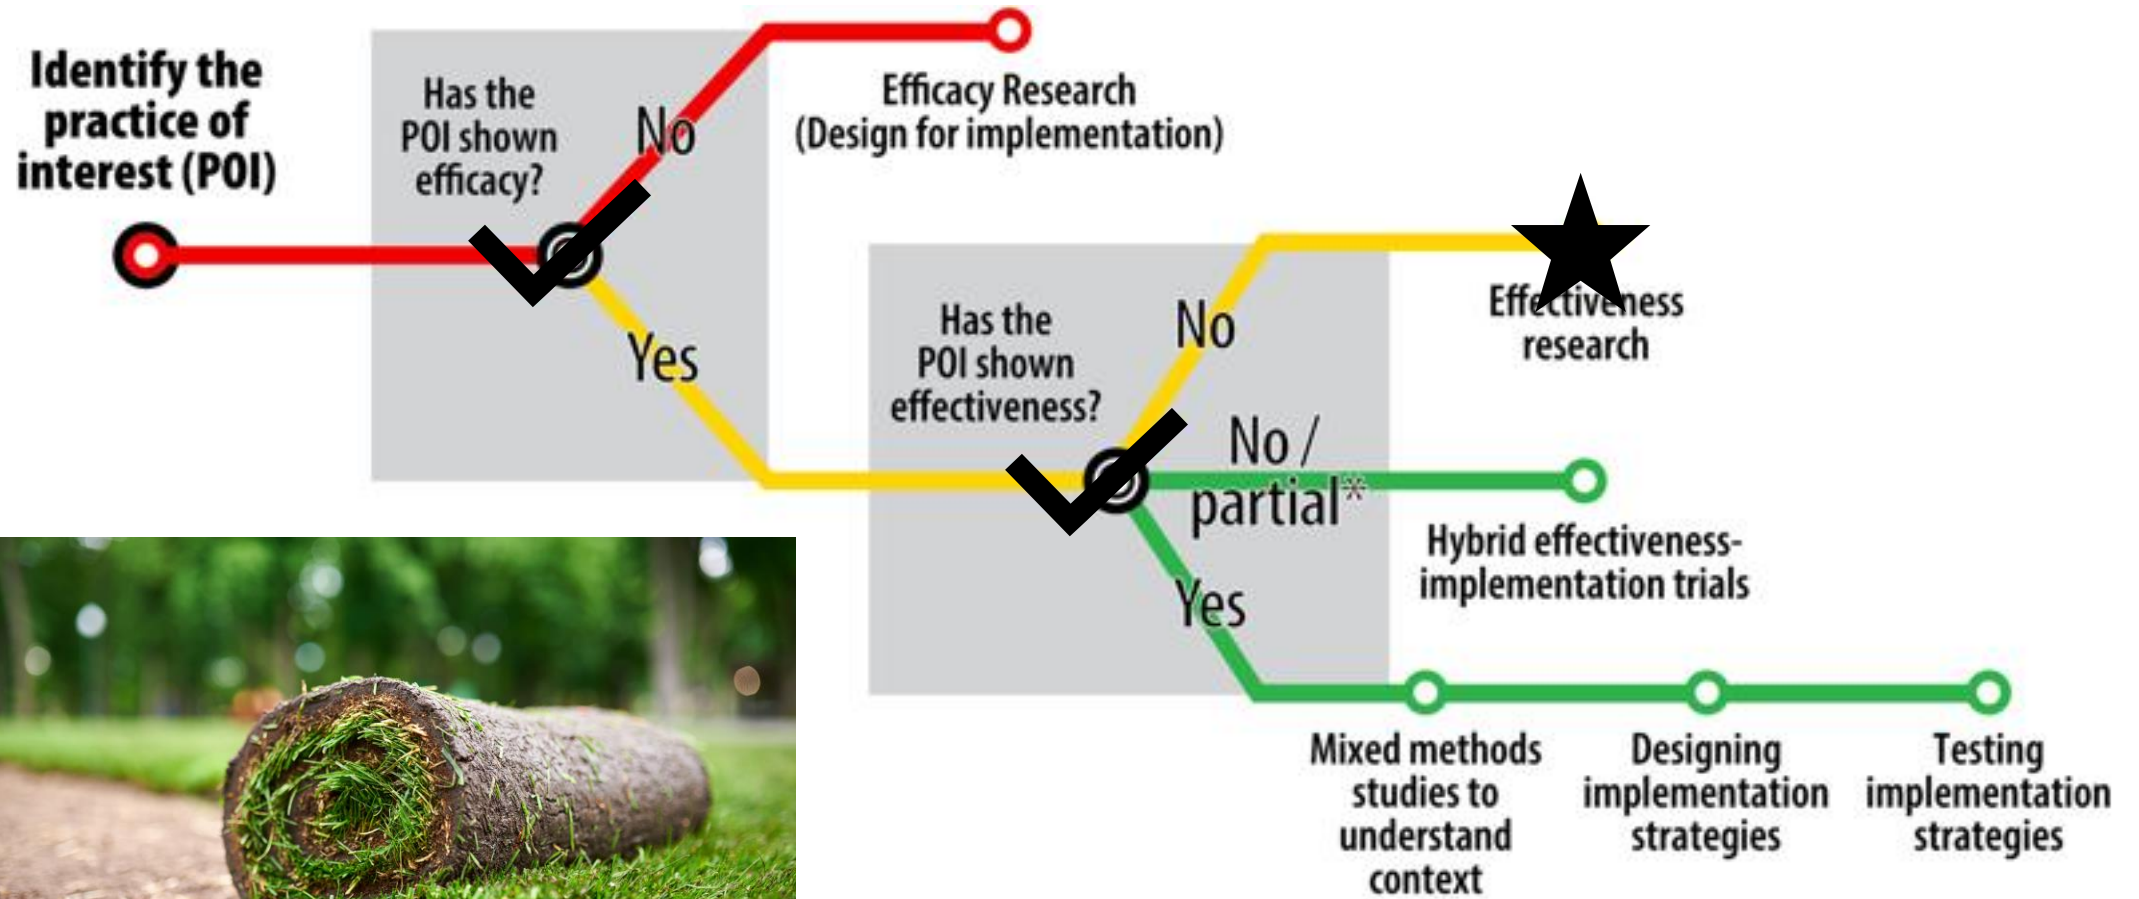 Identify the
practice of
interest (POI)
Has the
POI shown
efficacy?
No
Yes
Efficacy Research
(Design for implementation)
Has the
POI shown
effectiveness?
No
No /
partial*
Yes
Effectiveness
research
Hybrid effectiveness-
implementation trials
Mixed methods
studies to
understand
context
Designing
implementation
strategies
Testing
implementation
strategies